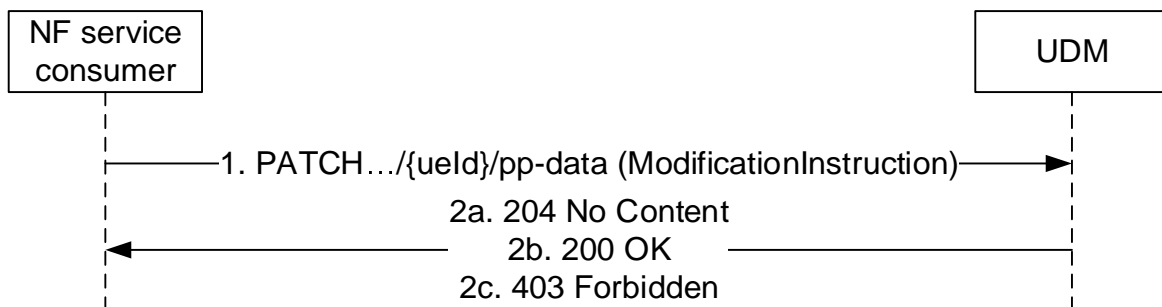 NF service
consumer
UDM
1. PATCH…/{ueId}/pp-data (ModificationInstruction)
2a. 204 No Content
2b. 200 OK
2c. 403 Forbidden